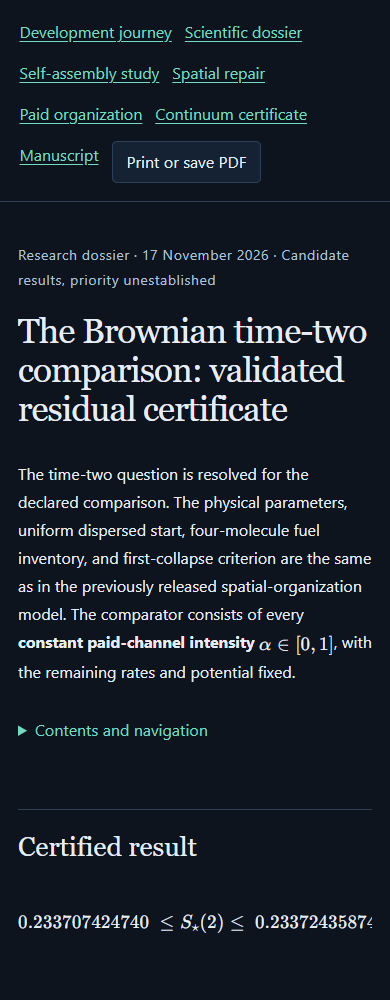 Development journey Scientific dossier
Self-assembly study Spatial repair
Paid organization Continuum certificate
Manuscript Print or save PDF
Research dossier · 17 November 2026 · Candidate
results, priority unestablished
The Brownian time-two
comparison: validated
residual certificate
The time-two question is resolved for the
declared comparison. The physical parameters,
uniform dispersed start, four-molecule fuel
inventory, and first-collapse criterion are the same
as in the previously released spatial-organization
model. The comparator consists of every
constant paid-channel intensity α ∈ [0, 1], with
the remaining rates and potential fixed.
▶ Contents and navigation
Certified result
0.233707424740 ≤ S⋆(2) ≤ 0.2337243587